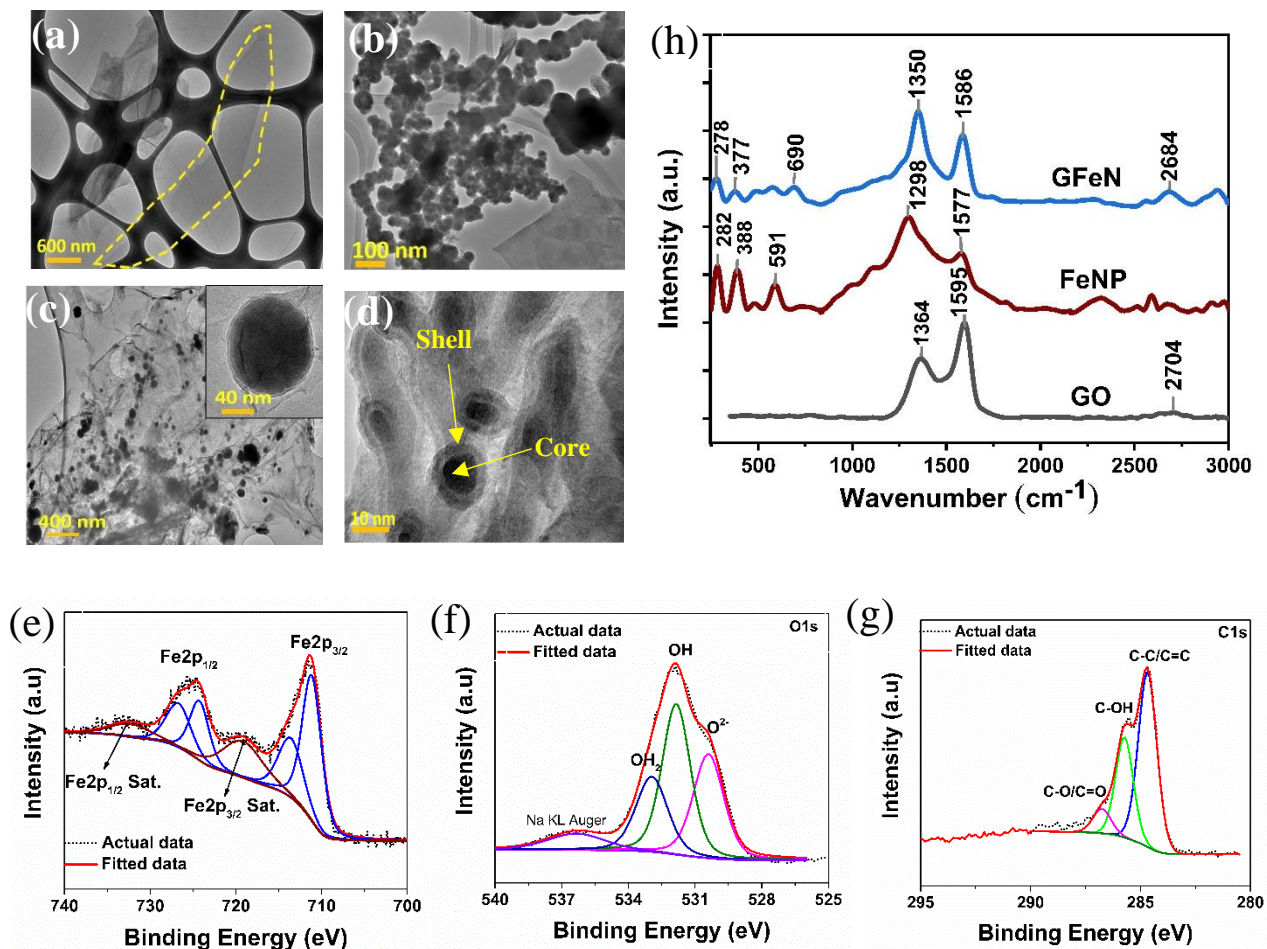 (a)
600 nm
(b)
100 nm
(c)
40 nm
400 nm
(d)
Shell
Core
10 nm
(h)
Intensity (a.u.)
278
377
690
1350
1586
2684
GFeN
282
388
591
1298
1577
FeNP
1364
1595
2704
GO
500 1000 1500 2000 2500 3000
Wavenumber (cm-1)
(e)
Intensity (a.u)
Fe2p1/2
Fe2p3/2
Fe2p1/2 Sat.
Fe2p3/2 Sat.
Actual data
Fitted data
740 730 720 710 700
Binding Energy (eV)
(f)
Intensity (a.u)
Actual data
Fitted data
O1s
OH
O2-
OH2
Na KL Auger
540 537 534 531 528 525
Binding Energy (eV)
(g)
Intensity (a.u)
Actual data
Fitted data
C1s
C-C/C=C
C-OH
C-O/C=O
295 290 285 280
Binding Energy (eV)